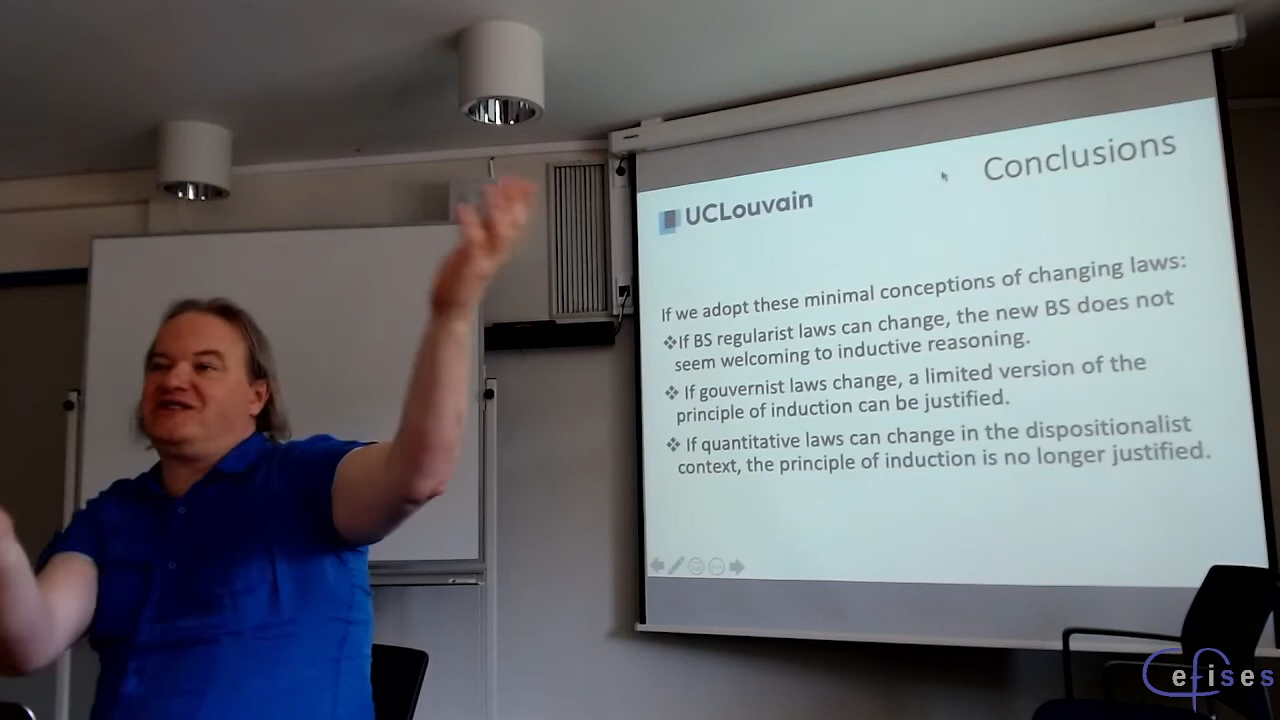 Conclusions
UCLouvain
If we adopt these minimal conceptions of changing laws:
❖If BS regularist laws can change, the new BS does not
seem welcoming to inductive reasoning.
❖ If gouvernist laws change, a limited version of the
principle of induction can be justified.
❖ If quantitative laws can change in the dispositionalist
context, the principle of induction is no longer justified.
Cefises